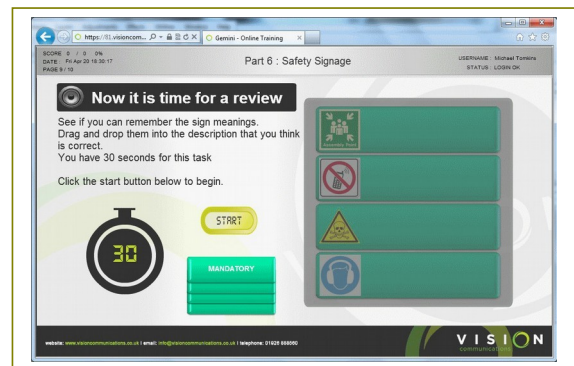 https://81.visioncom...
Gemini - Online Training
SCORE 0 / 0 0%
DATE : Fri Apr 20 18:30:17
PAGE 9 / 10
Part 6 : Safety Signage
USERNAME : Michael Tomkins
STATUS : LOGIN OK
Now it is time for a review
See if you can remember the sign meanings.
Drag and drop them into the description that you think
is correct.
You have 30 seconds for this task
Click the start button below to begin.
Assembly Point
START
30
MANDATORY
website: www.visioncommunications.co.uk | email: info@visioncommunications.co.uk | telephone: 01926
VISION
communications